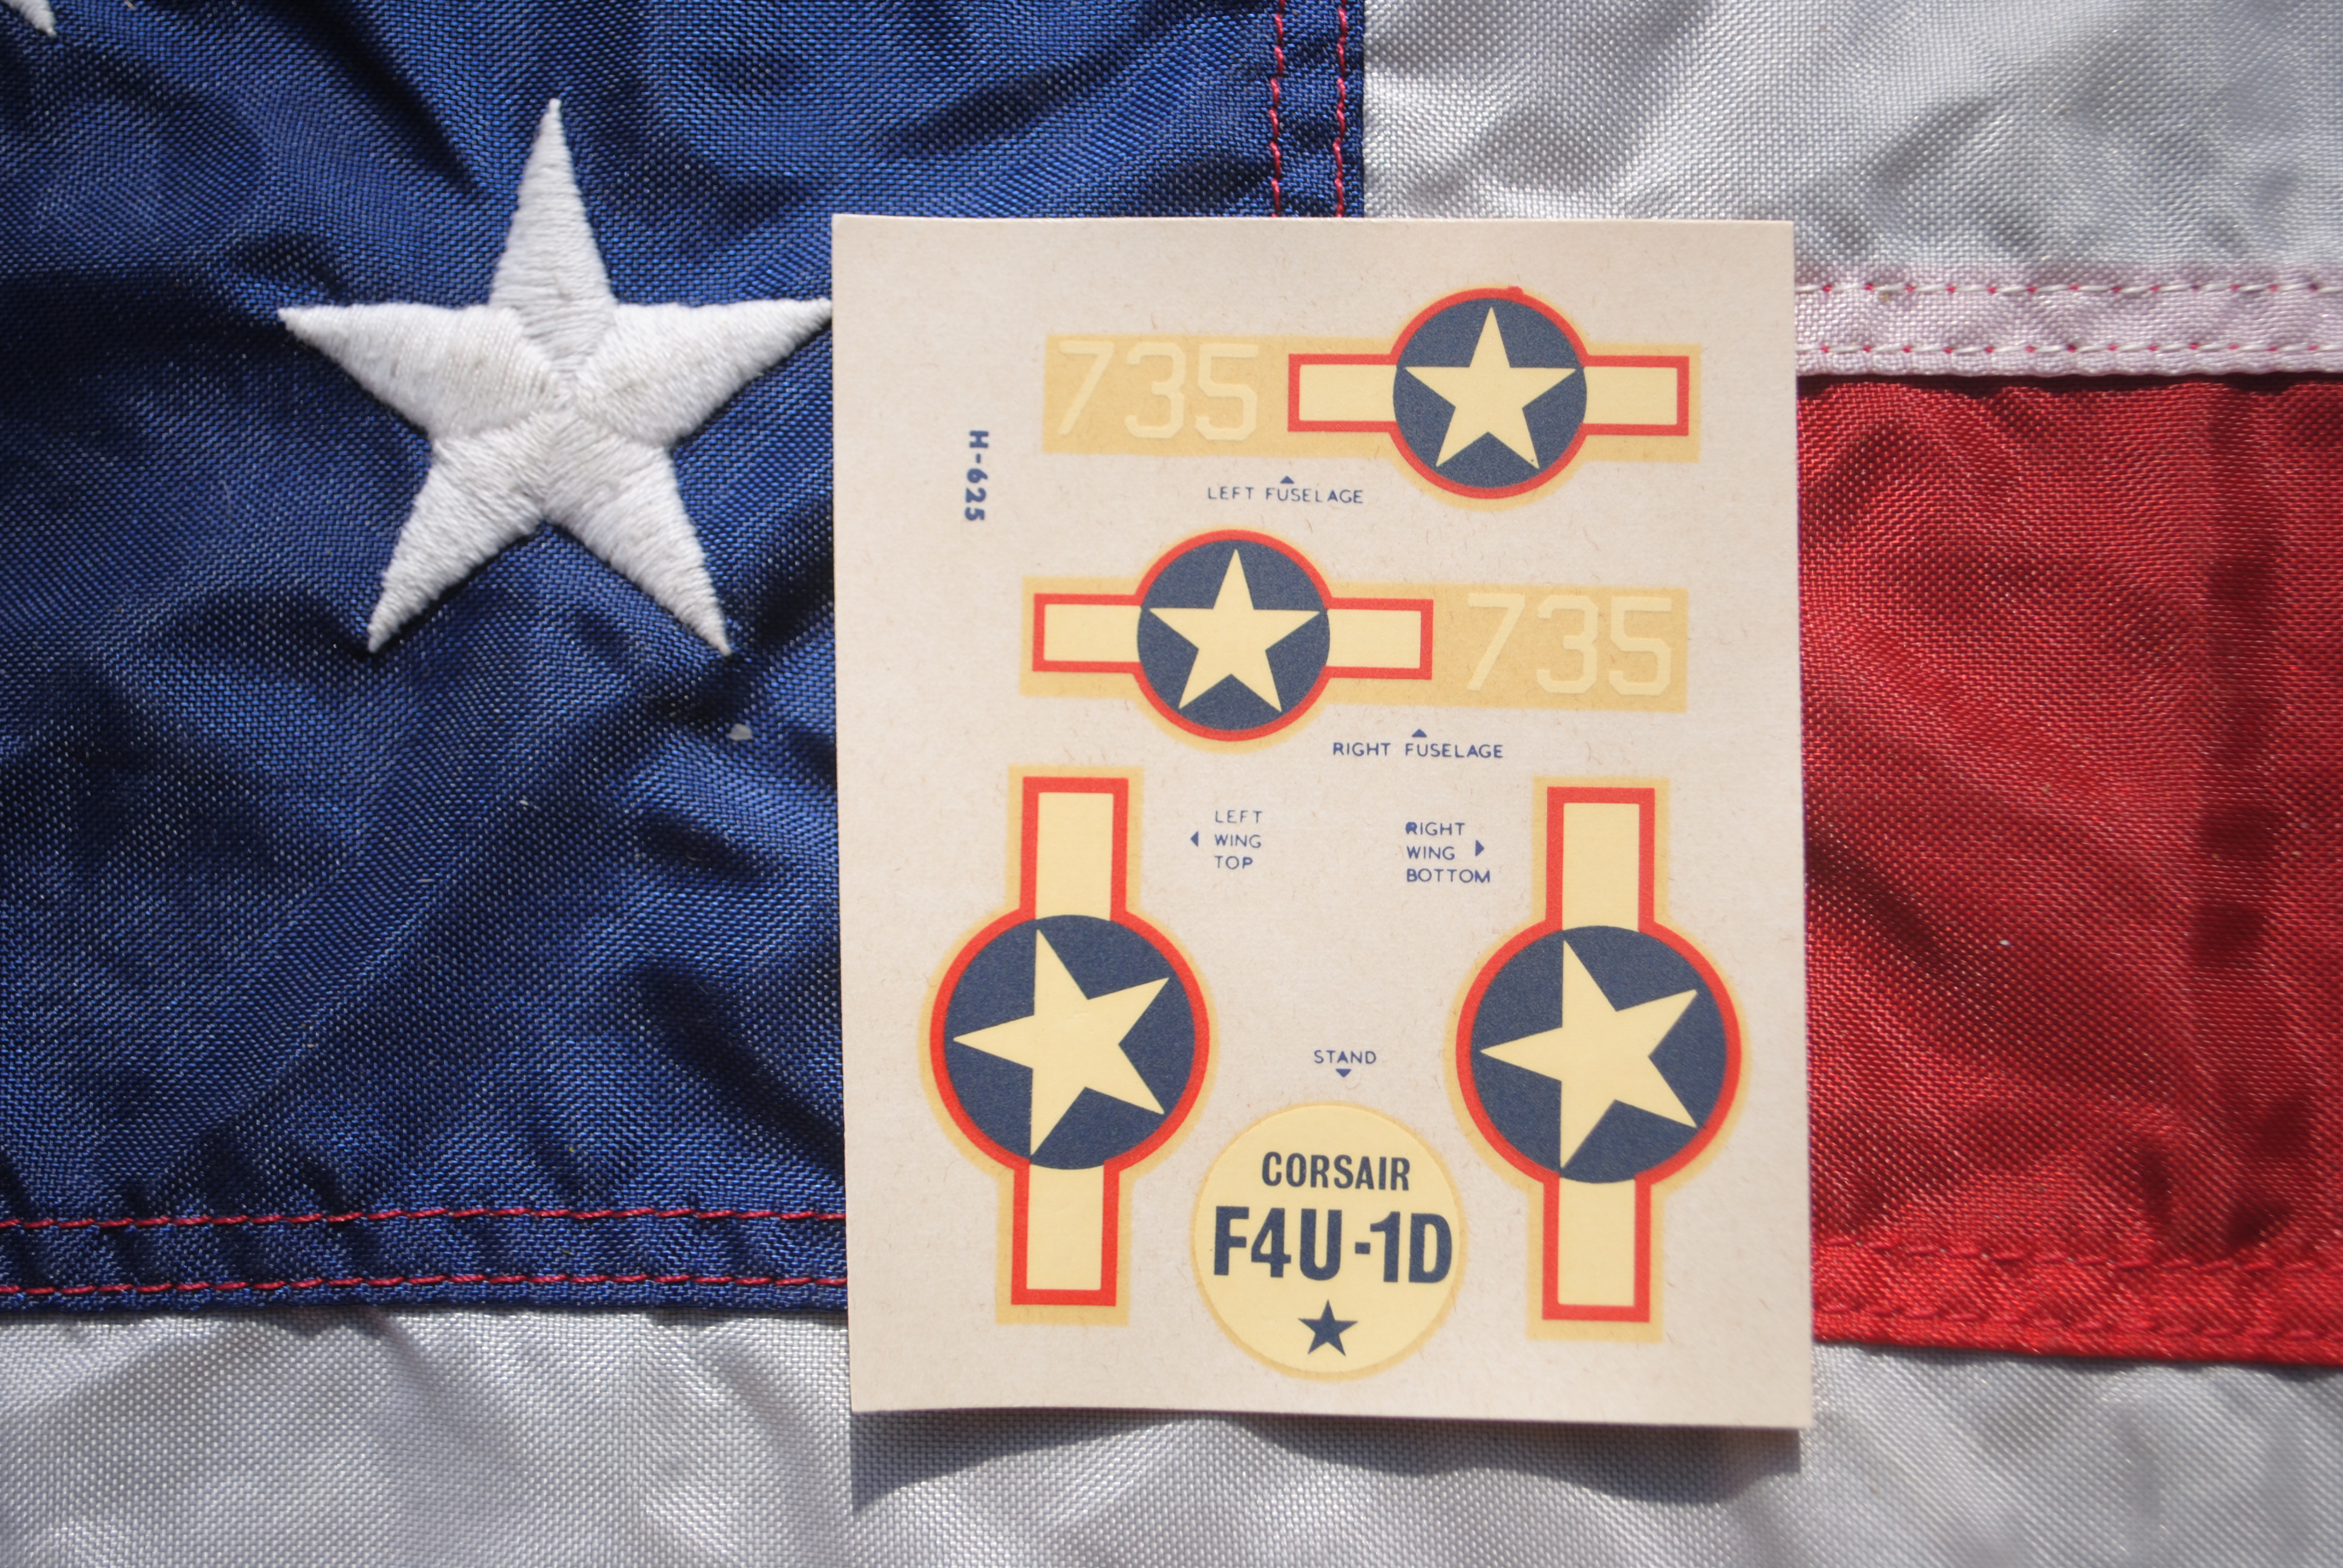 735
H-625
LEFT FUSELAGE
735
RIGHT FUSELAGE
LEFT
WING
TOP
RIGHT
WING
BOTTOM
STAND
CORSAIR
F4U-1D